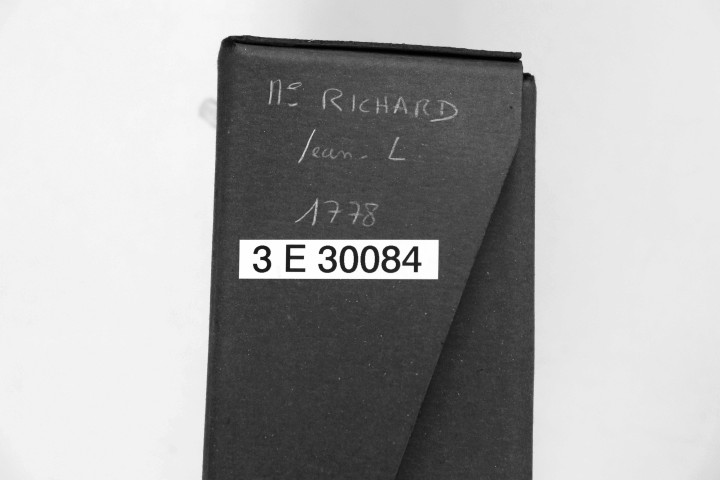 Me RICHARD
Jean. L
1778
3 E 30084